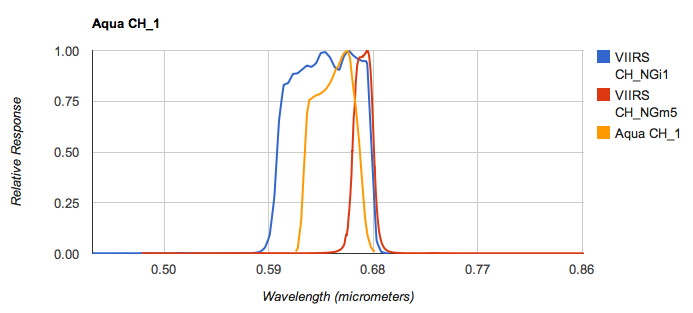 Aqua CH_1
1.00
0.75
0.50
0.25
0.00
Relative Response
0.50 0.59 0.68 0.77 0.86
Wavelength (micrometers)
VIIRS
CH_NGi1
VIIRS
CH_NGm5
Aqua CH_1